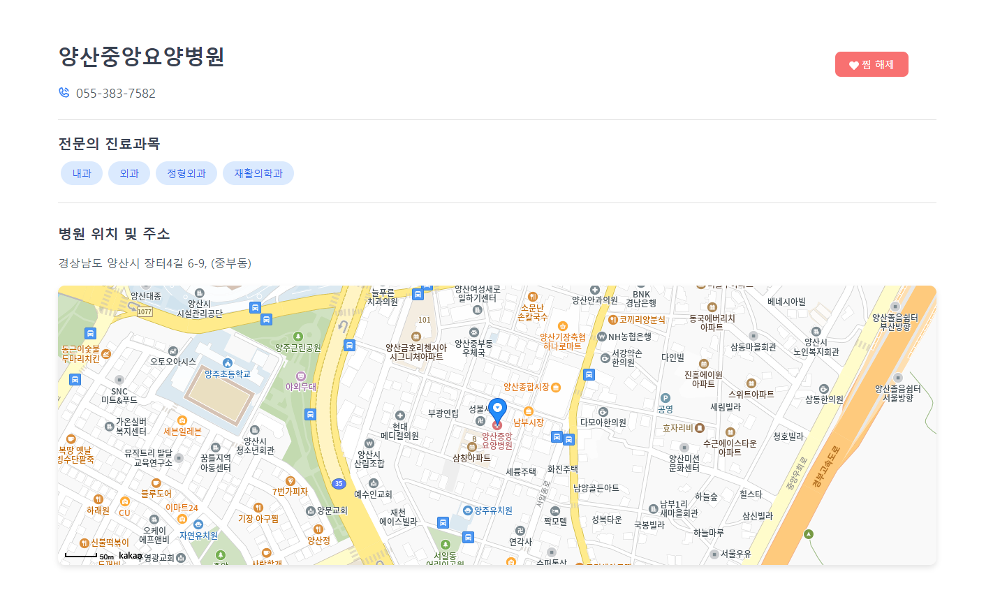 양산중앙요양병원
찜 해제
055-383-7582
전문의 진료과목
내과
외과
정형외과
재활의학과
병원 위치 및 주소
경상남도 양산시 장터4길 6-9, (중부동)
양산대종
1077
양산시
시설관리공단
늘푸른
치과의원
양산여성새로
일하기센터
소문난
손칼국수
양산안과의원
BNK
경남은행
베네시아빌
양산졸음쉼터
부산방향
101
코끼리양분식
동국에버리치
아파트
양주근린공원
양산금호리첸시아
시그니처아파트
양산중부동
우체국
양산기장축협
하나로마트
NH농협은행
삼동마을회관
양산시
노인복지회관
동근이숯불
두마리치킨
오토오아시스
양주초등학교
서강약손
한의원
다인빌
진흥에이원
아파트
야외무대
양산종합시장
스위트아파트
삼동한의원
양산졸음쉼터
서울방향
SNC
미트&푸드
공영
세림빌라
가온실버
복지센터
세븐일레븐
부광연립
성불사
남부시장
다모아한의원
효자리비
현대
메디컬의원
양산중앙
요양병원
B
청호빌라
양산시
청소년회관
수근에이스타운
아파트
복땅 옛날
빙수단팥죽
뮤직트리 발달
교육연구소
꿈틀지역
아동센터
양산시
산림조합
삼창아파트
양산미션
문화센터
세룡주택
화진주택
중앙우회로
경부고속도로
35
블루도어
7번가피자
예수인교회
서일동로
남양골든아트
하늘숲
힐스타
하래원
CU
이마트24
기장 아구찜
양문교회
재천
에이스빌라
양주유치원
짝모텔
성복타운
남부1리
새마을회관
삼신빌라
오케이
에프앤비
자연유치원
양산정
연각사
국봉빌라
하늘마루
신불떡볶이
50m
kakao
우영광교회
서일동
어린이공원
서울우유